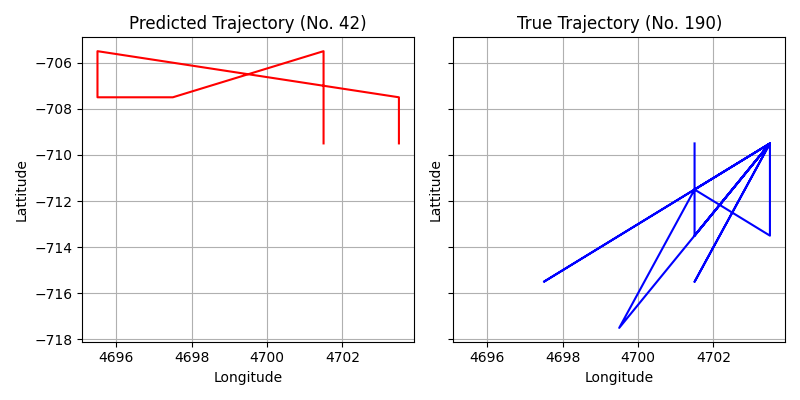 Predicted Trajectory (No. 42)
True Trajectory (No. 190)
−706
−708
−710
−712
−714
−716
−718
Lattitude
Lattitude
4696 4698 4700 4702
4696 4698 4700 4702
Longitude
Longitude